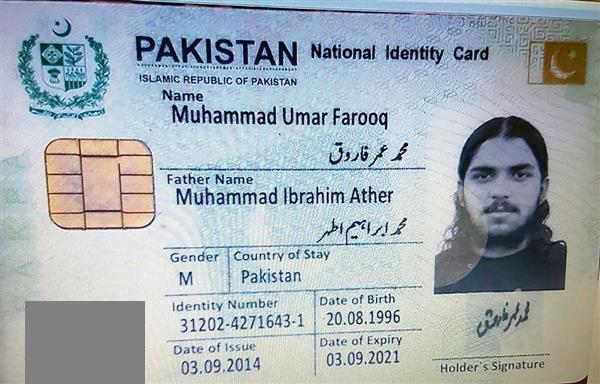 PAKISTAN National Identity Card
ISLAMIC REPUBLIC OF PAKISTAN
Name
Muhammad Umar Farooq
محمد عمر فاروق
Father Name
Muhammad Ibrahim Ather
محمد ابراہیم اطہر
Gender Country of Stay
M Pakistan
Identity Number Date of Birth
31202-4271643-1 20.08.1996
Date of Issue Date of Expiry
03.09.2014 03.09.2021
محمد عمر فاروق
Holder`s Signature